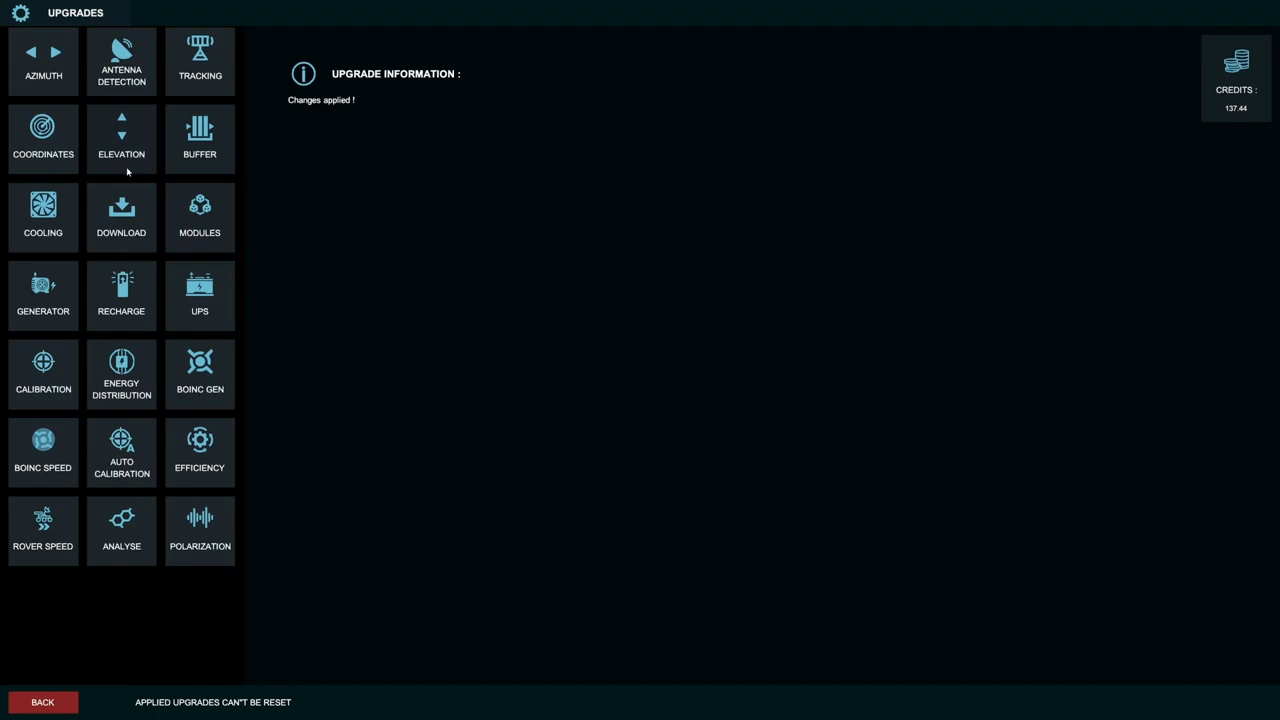 UPGRADES
AZIMUTH
ANTENNA
DETECTION
TRACKING
COORDINATES
ELEVATION
BUFFER
COOLING
DOWNLOAD
MODULES
GENERATOR
RECHARGE
UPS
CALIBRATION
ENERGY
DISTRIBUTION
BOINC GEN
BOINC SPEED
AUTO
CALIBRATION
EFFICIENCY
ROVER SPEED
ANALYSE
POLARIZATION
UPGRADE INFORMATION :
Changes applied !
CREDITS :
137.44
BACK
APPLIED UPGRADES CAN"T BE RESET